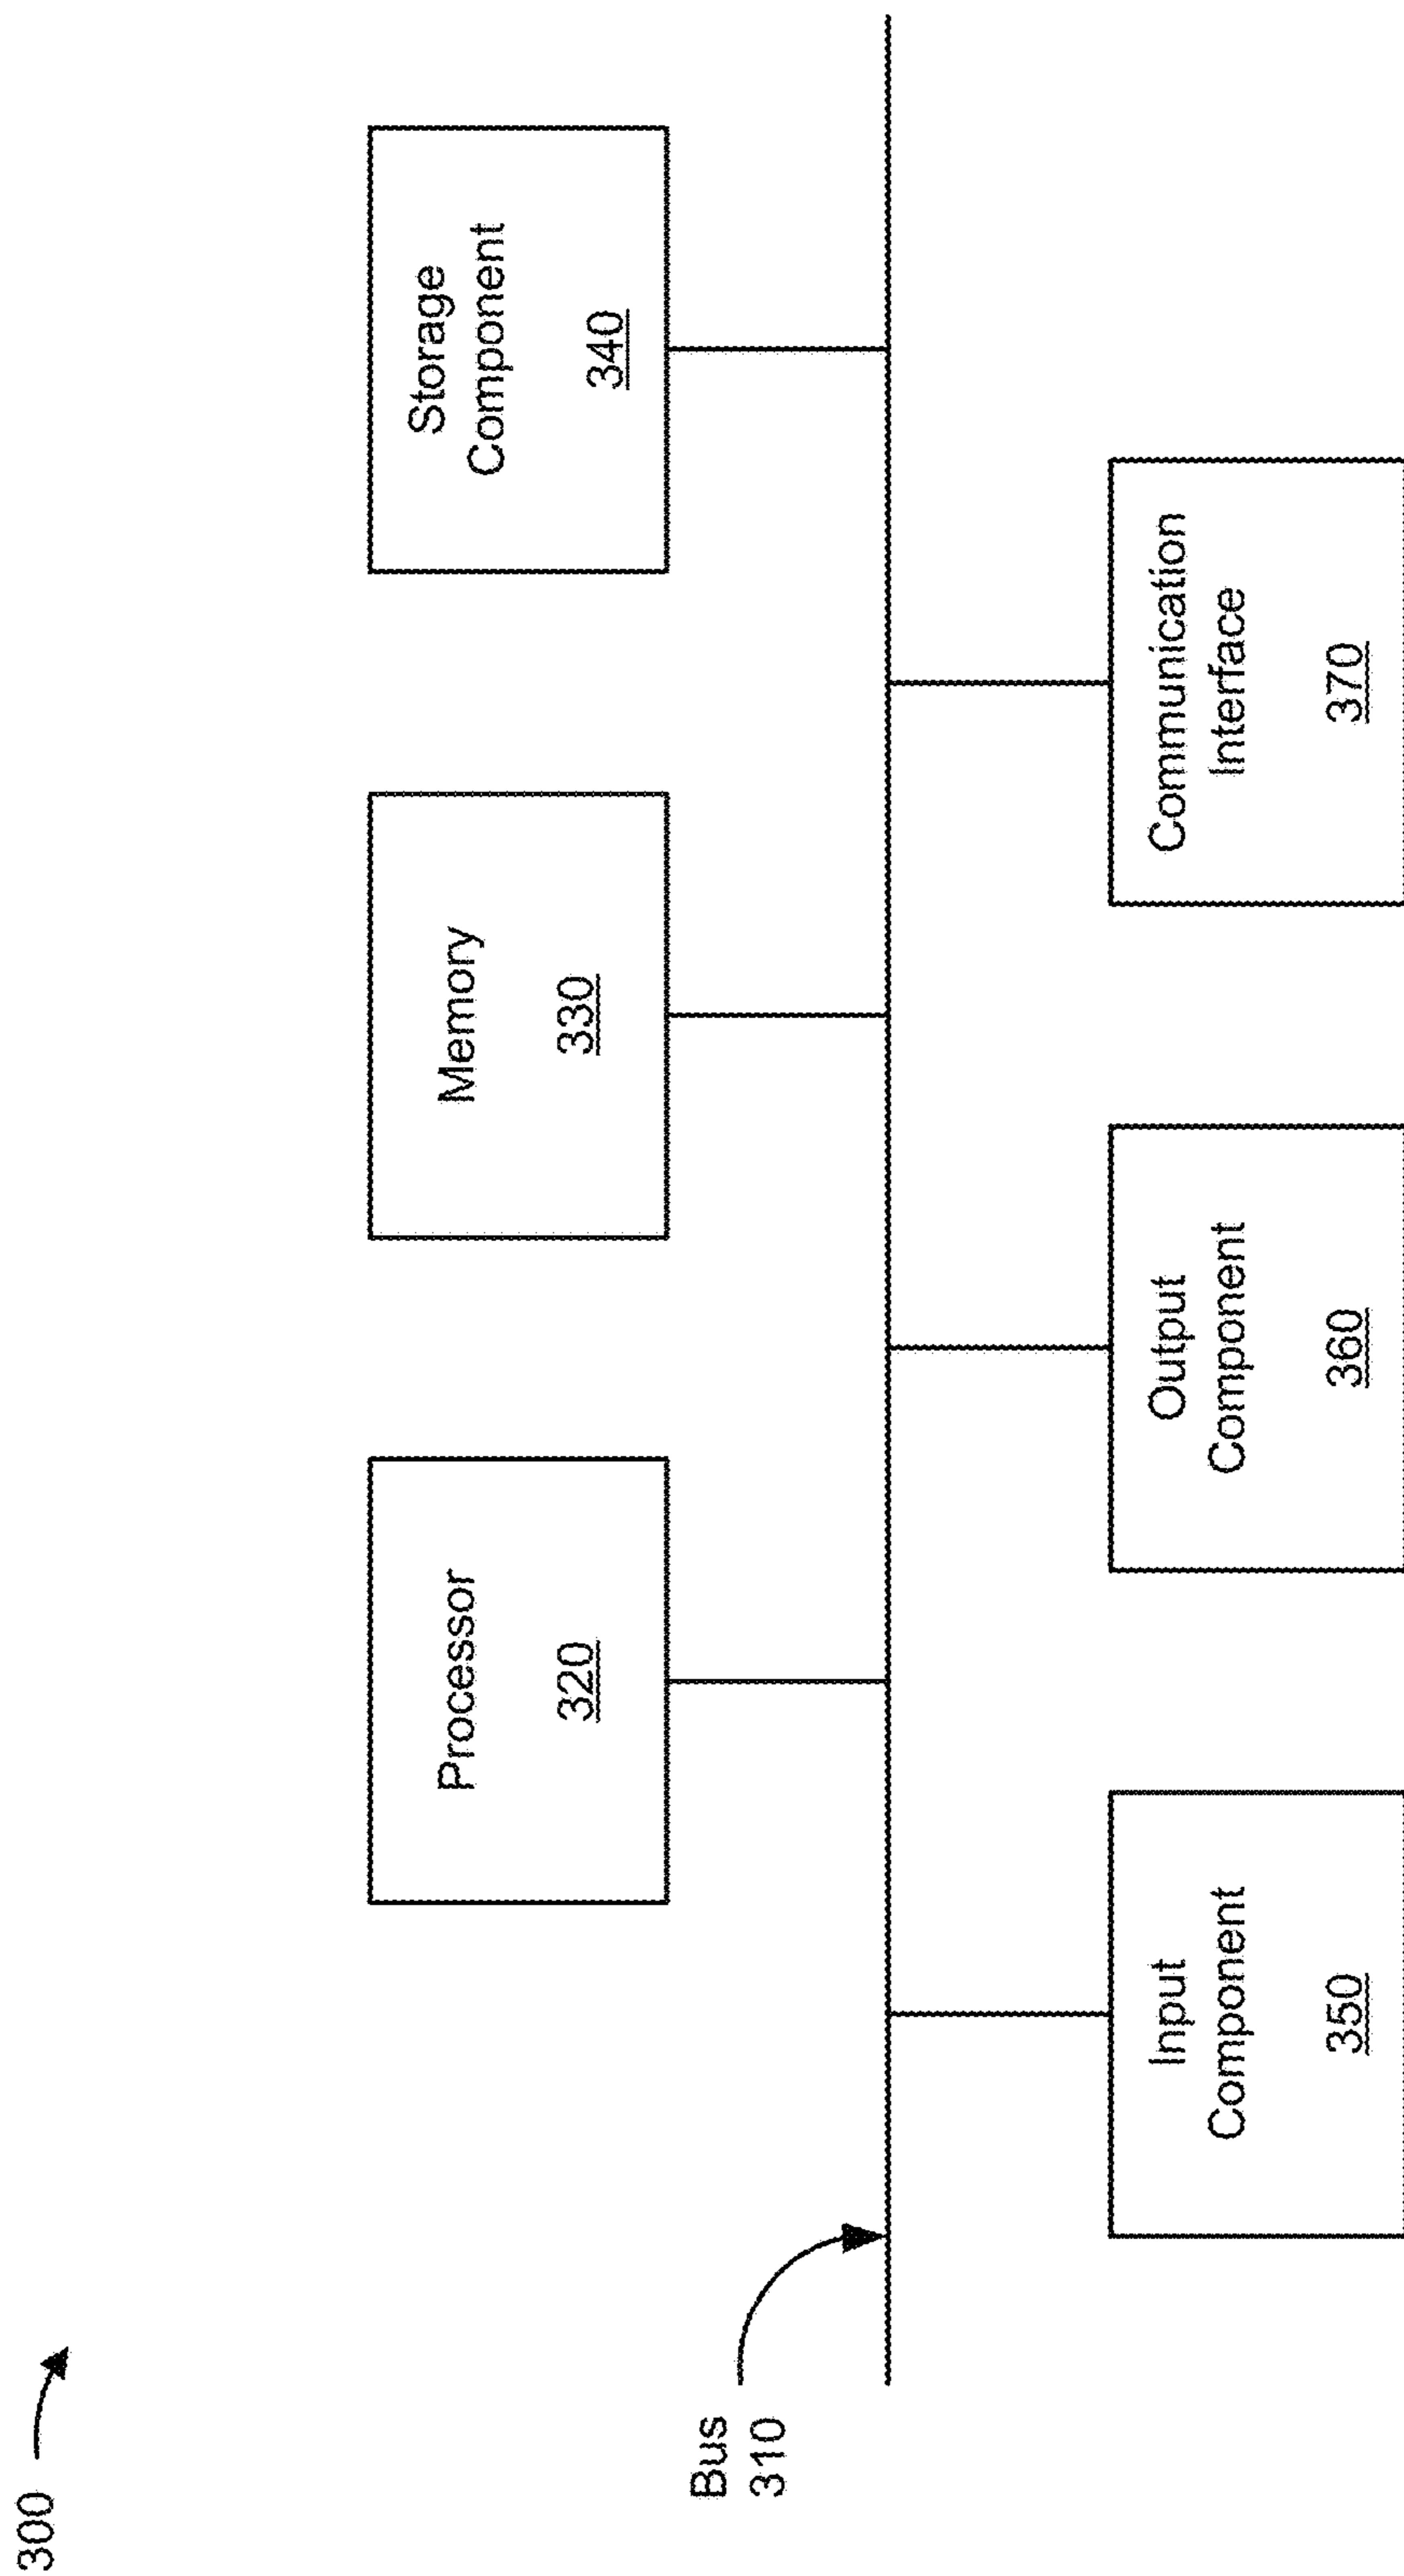 300
Bus
310
Processor
320
Memory
330
Storage
Component
340
Input
Component
350
Output
Component
360
Communication
Interface
370